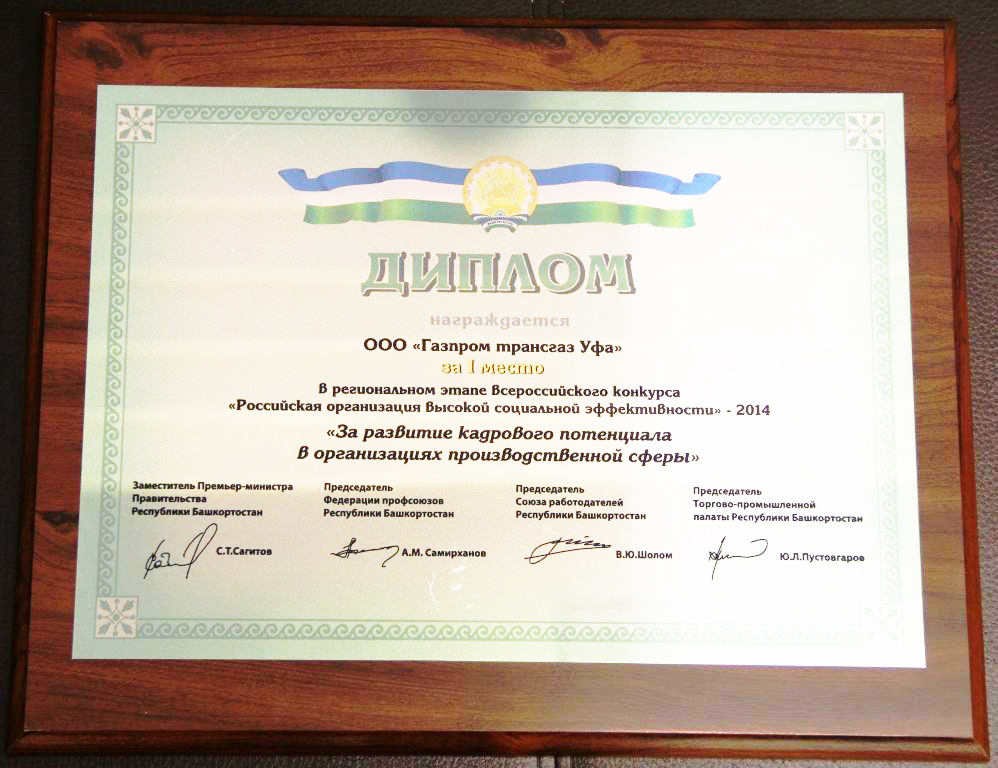 ДИПЛОМ
награждается
ООО «Газпром трансгаз Уфа»
за I место
в региональном этапе Всероссийского конкурса
«Российская организация высокой социальной эффективности» - 2014
«За развитие кадрового потенциала
в организациях производственной сферы»
Заместитель Премьер-министра
Правительства
Республики Башкортостан
С.Т.Сагитов
Председатель
Федерации профсоюзов
Республики Башкортостан
А.М. Самирханов
Председатель
Союза работодателей
Республики Башкортостан
В.Ю.Шолом
Председатель
Торгово-промышленной
палаты Республики Башкортостан
Ю.Л.Пустовгаров